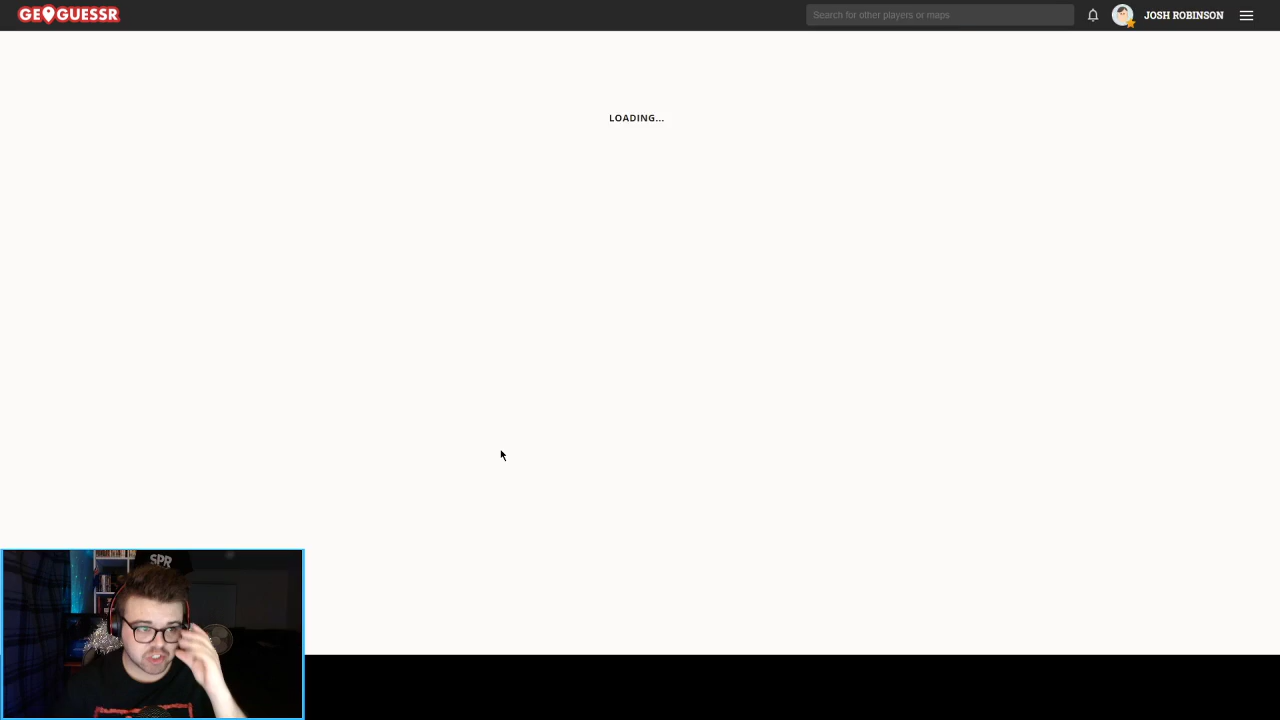 GEOGUESSR
Search for other players or maps
JOSH ROBINSON
LOADING...
SPR